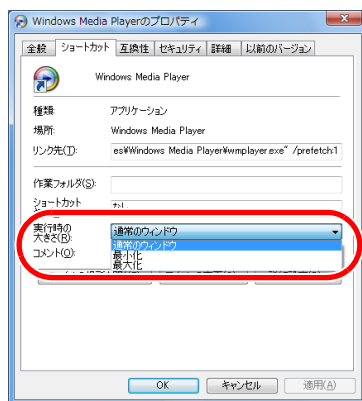 Windows Media Playerのプロパティ
全般 ショートカット 互換性 セキュリティ 詳細 以前のバージョン
Windows Media Player
種類: アプリケーション
場所: Windows Media Player
リンク先(T): es¥Windows Media Player¥wmplayer.exe" /prefetch:1
作業フォルダ(S):
ショートカット なし
実行時の
大きさ(R): 通常のウィンドウ
通常のウィンドウ
コメント(O): 最小化
最大化
OK キャンセル 適用(A)